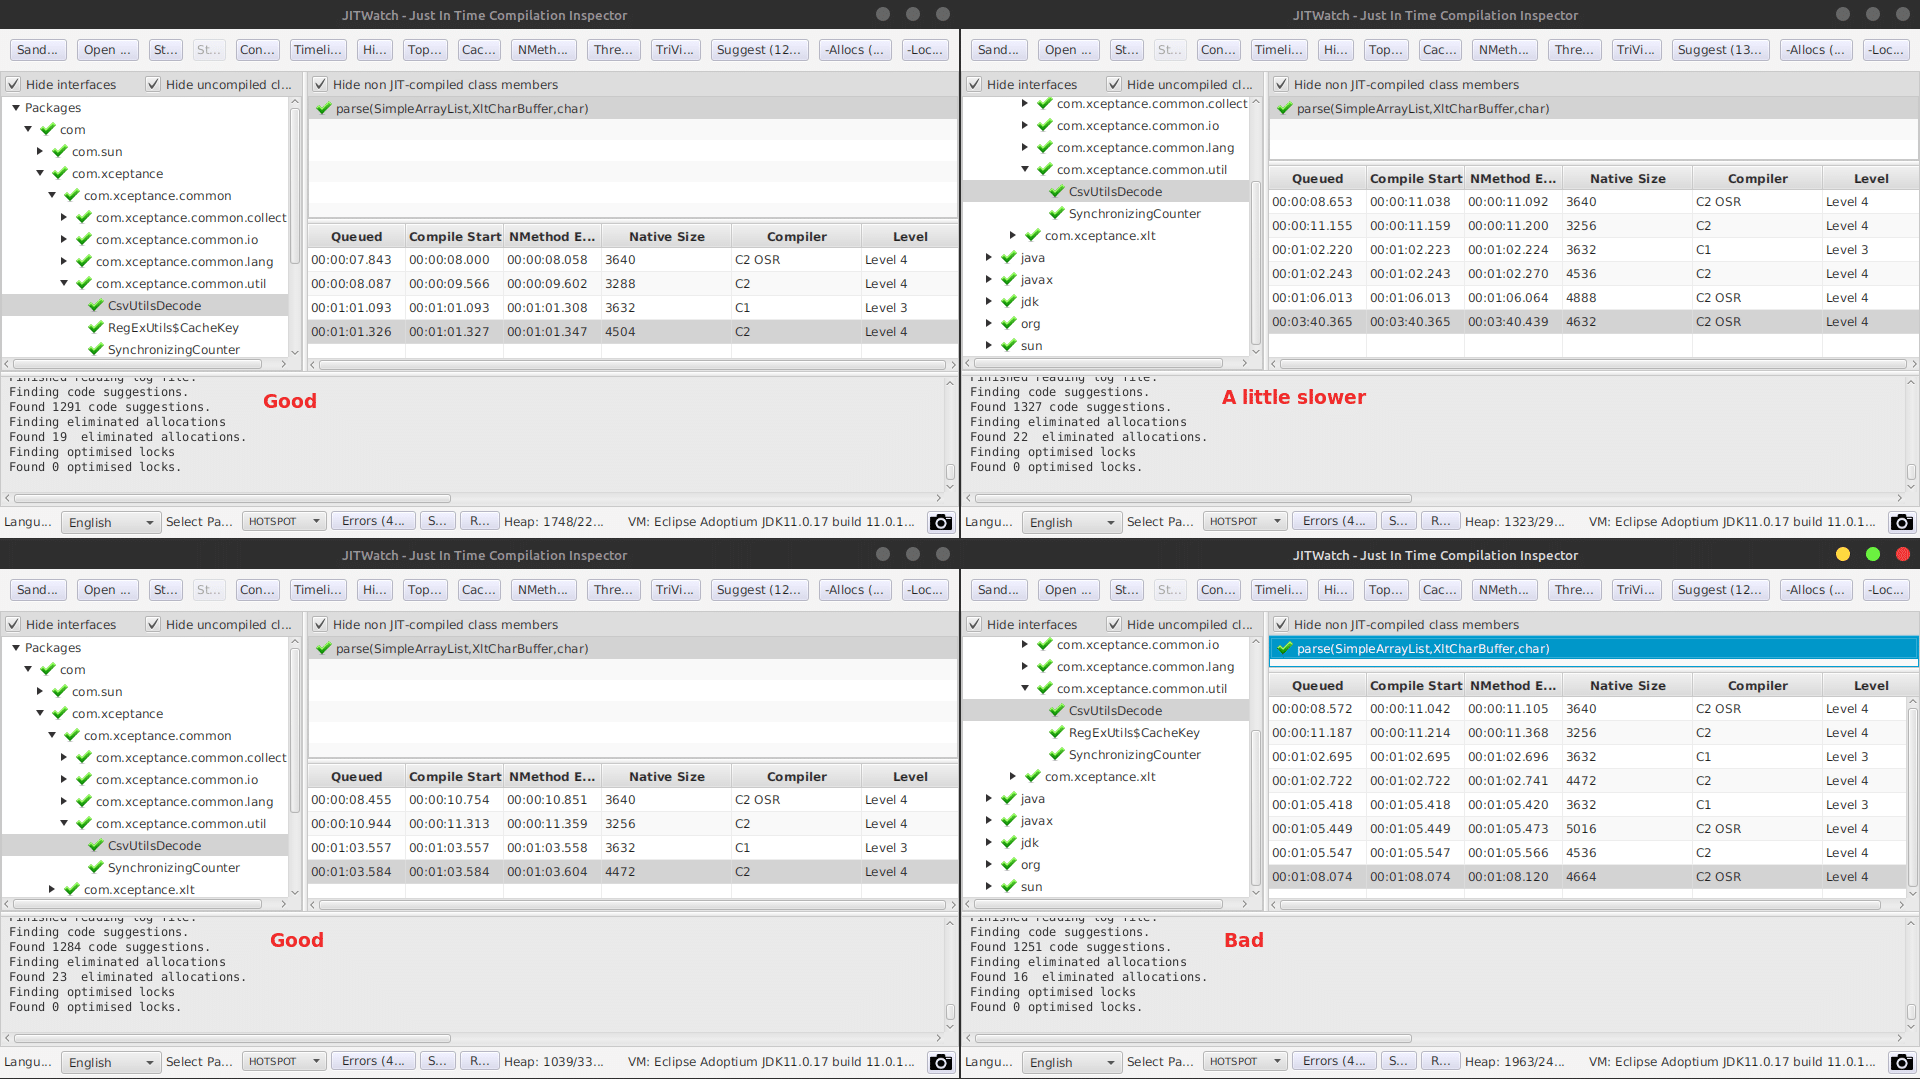 JITWatch - Just In Time Compilation Inspector
Sand... Open ... St... St... Con... Timeli... Hi... Top... Cac... NMeth... Thre... TriVi... Suggest (12... -Allocs (... -Loc...
Hide interfaces Hide uncompiled cl... Hide non JIT-compiled class members
Packages
com
com.sun
com.xceptance
com.xceptance.common
com.xceptance.common.collect
com.xceptance.common.io
com.xceptance.common.lang
com.xceptance.common.util
CsvUtilsDecode
RegExUtils$CacheKey
SynchronizingCounter
parse(SimpleArrayList,XltCharBuffer,char)
Queued Compile Start NMethod E... Native Size Compiler Level
00:00:07.843 00:00:08.000 00:00:08.058 3640 C2 OSR Level 4
00:00:08.087 00:00:09.566 00:00:09.602 3288 C2 Level 4
00:01:01.093 00:01:01.093 00:01:01.308 3632 C1 Level 3
00:01:01.326 00:01:01.327 00:01:01.347 4504 C2 Level 4
Finished reading log file.
Finding code suggestions.
Found 1291 code suggestions.
Finding eliminated allocations
Found 19 eliminated allocations.
Finding optimised locks
Found 0 optimised locks.
Good
Langu... English Select Pa... HOTSPOT Errors (4... S... R... Heap: 1748/22... VM: Eclipse Adoptium JDK11.0.17 build 11.0.1...
JITWatch - Just In Time Compilation Inspector
Sand... Open ... St... St... Con... Timeli... Hi... Top... Cac... NMeth... Thre... TriVi... Suggest (13... -Allocs (... -Loc...
Hide interfaces Hide uncompiled cl... Hide non JIT-compiled class members
com.xceptance.common.collect
com.xceptance.common.io
com.xceptance.common.lang
com.xceptance.common.util
CsvUtilsDecode
SynchronizingCounter
com.xceptance.xlt
java
javax
jdk
org
sun
parse(SimpleArrayList,XltCharBuffer,char)
Queued Compile Start NMethod E... Native Size Compiler Level
00:00:08.653 00:00:11.038 00:00:11.092 3640 C2 OSR Level 4
00:00:11.155 00:00:11.159 00:00:11.200 3256 C2 Level 4
00:01:02.220 00:01:02.223 00:01:02.224 3632 C1 Level 3
00:01:02.243 00:01:02.243 00:01:02.270 4536 C2 Level 4
00:01:06.013 00:01:06.013 00:01:06.064 4888 C2 OSR Level 4
00:03:40.365 00:03:40.365 00:03:40.439 4632 C2 OSR Level 4
Finished reading log file.
Finding code suggestions.
Found 1327 code suggestions.
Finding eliminated allocations
Found 22 eliminated allocations.
Finding optimised locks
Found 0 optimised locks.
A little slower
Langu... English Select Pa... HOTSPOT Errors (4... S... R... Heap: 1323/29... VM: Eclipse Adoptium JDK11.0.17 build 11.0.1...
JITWatch - Just In Time Compilation Inspector
Sand... Open ... St... St... Con... Timeli... Hi... Top... Cac... NMeth... Thre... TriVi... Suggest (12... -Allocs (... -Loc...
Hide interfaces Hide uncompiled cl... Hide non JIT-compiled class members
Packages
com
com.sun
com.xceptance
com.xceptance.common
com.xceptance.common.collect
com.xceptance.common.io
com.xceptance.common.lang
com.xceptance.common.util
CsvUtilsDecode
SynchronizingCounter
com.xceptance.xlt
parse(SimpleArrayList,XltCharBuffer,char)
Queued Compile Start NMethod E... Native Size Compiler Level
00:00:08.455 00:00:10.754 00:00:10.851 3640 C2 OSR Level 4
00:00:10.944 00:00:11.313 00:00:11.359 3256 C2 Level 4
00:01:03.557 00:01:03.557 00:01:03.558 3632 C1 Level 3
00:01:03.584 00:01:03.584 00:01:03.604 4472 C2 Level 4
Finished reading log file.
Finding code suggestions.
Found 1284 code suggestions.
Finding eliminated allocations
Found 23 eliminated allocations.
Finding optimised locks
Found 0 optimised locks.
Good
Langu... English Select Pa... HOTSPOT Errors (4... S... R... Heap: 1039/33... VM: Eclipse Adoptium JDK11.0.17 build 11.0.1...
JITWatch - Just In Time Compilation Inspector
Sand... Open ... St... St... Con... Timeli... Hi... Top... Cac... NMeth... Thre... TriVi... Suggest (12... -Allocs (... -Loc...
Hide interfaces Hide uncompiled cl... Hide non JIT-compiled class members
com.xceptance.common.io
com.xceptance.common.lang
com.xceptance.common.util
CsvUtilsDecode
RegExUtils$CacheKey
SynchronizingCounter
com.xceptance.xlt
java
javax
jdk
org
sun
parse(SimpleArrayList,XltCharBuffer,char)
Queued Compile Start NMethod E... Native Size Compiler Level
00:00:08.572 00:00:11.042 00:00:11.105 3640 C2 OSR Level 4
00:00:11.187 00:00:11.214 00:00:11.368 3256 C2 Level 4
00:01:02.695 00:01:02.695 00:01:02.696 3632 C1 Level 3
00:01:02.722 00:01:02.722 00:01:02.741 4472 C2 Level 4
00:01:05.418 00:01:05.418 00:01:05.420 3632 C1 Level 3
00:01:05.449 00:01:05.449 00:01:05.473 5016 C2 OSR Level 4
00:01:05.547 00:01:05.547 00:01:05.566 4536 C2 Level 4
00:01:08.074 00:01:08.074 00:01:08.120 4664 C2 OSR Level 4
Finished reading log file.
Finding code suggestions.
Found 1251 code suggestions.
Finding eliminated allocations
Found 16 eliminated allocations.
Finding optimised locks
Found 0 optimised locks.
Bad
Langu... English Select Pa... HOTSPOT Errors (4... S... R... Heap: 1963/24... VM: Eclipse Adoptium JDK11.0.17 build 11.0.1...